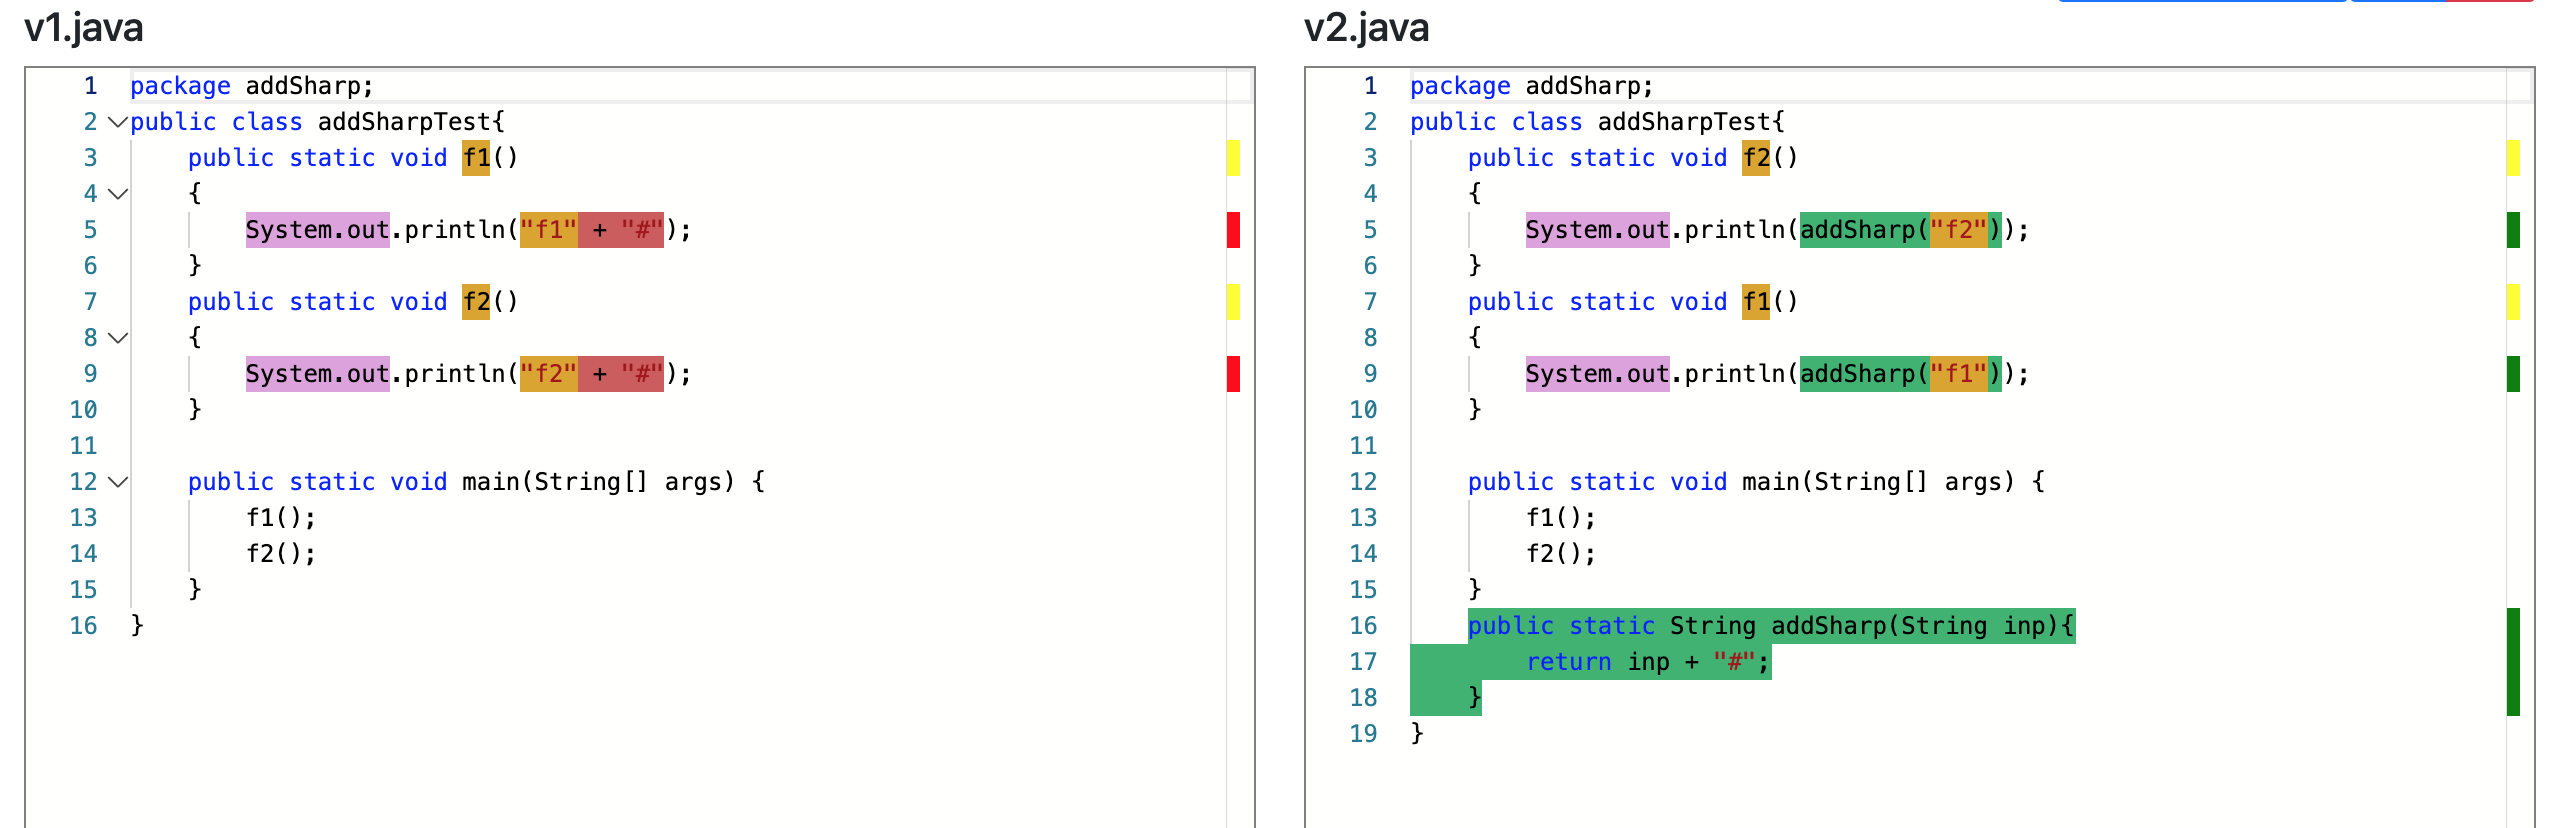 v1.java
1 package addSharp;
2 public class addSharpTest{
3     public static void f1()
4     {
5         System.out.println("f1" + "#");
6     }
7     public static void f2()
8     {
9         System.out.println("f2" + "#");
10     }
11
12     public static void main(String[] args) {
13         f1();
14         f2();
15     }
16 }
v2.java
1 package addSharp;
2 public class addSharpTest{
3     public static void f2()
4     {
5         System.out.println(addSharp("f2"));
6     }
7     public static void f1()
8     {
9         System.out.println(addSharp("f1"));
10     }
11
12     public static void main(String[] args) {
13         f1();
14         f2();
15     }
16     public static String addSharp(String inp){
17         return inp + "#";
18     }
19 }